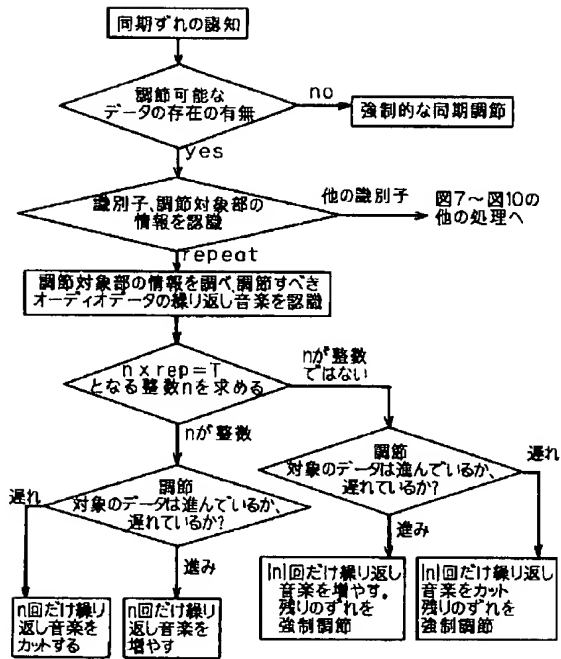 同期ずれの認知
調節可能な
データの存在の有無
no
強制的な同期調節
yes
識別子、調節対象部の
情報を認識
他の識別子
図7～図10の
他の処理へ
repeat
調節対象部の情報を調べ、調節すべき
オーディオデータの繰り返し音楽を認識
n×rep=T
となる整数nを求める
nが整数
ではない
nが整数
調節
対象のデータは進んでいるか、
遅れているか?
遅れ
進み
調節
対象のデータは進んでいるか、
遅れているか?
遅れ
進み
n回だけ繰り
返し音楽を
カットする
n回だけ繰り
返し音楽を
増やす
|n|回だけ繰り返し
音楽を増やす。
残りのずれを
強制調節
|n|回だけ繰り返し
音楽をカット
残りのずれを
強制調節